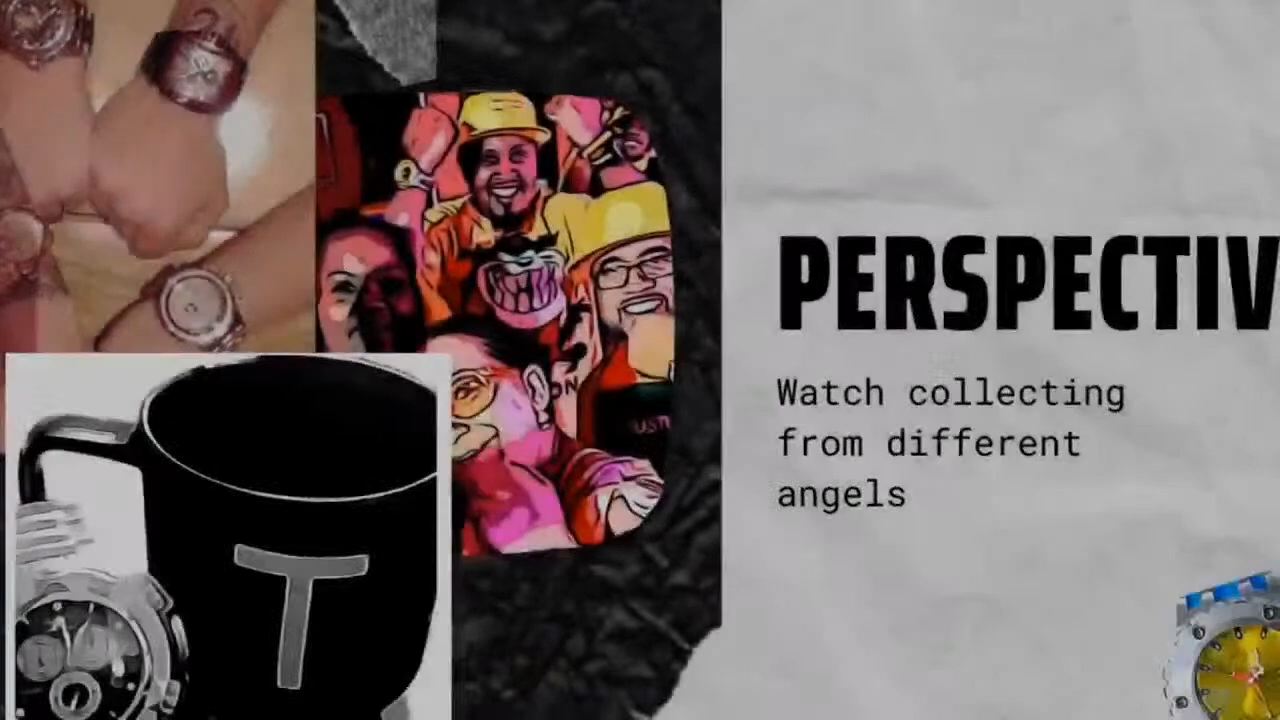 T
PERSPECTIV
Watch collecting
from different
angels